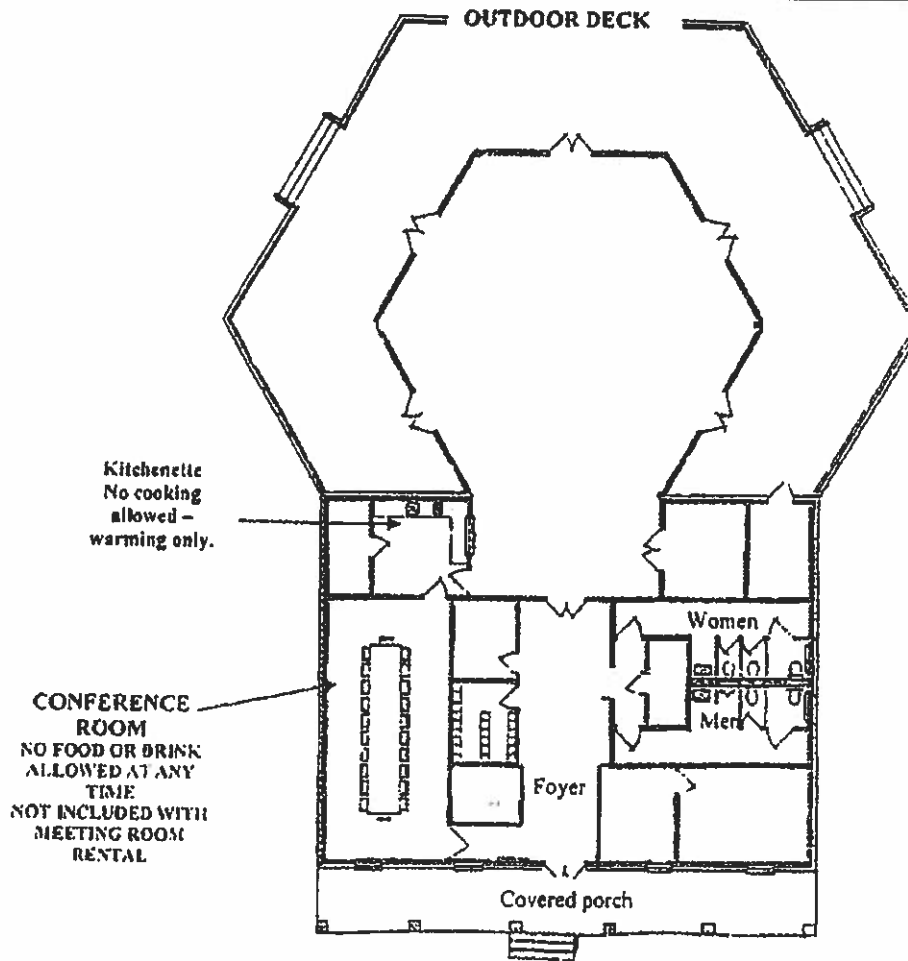 OUTDOOR DECK
Kitchenette
No cooking
allowed –
warming only.
Women
Men
CONFERENCE
ROOM
NO FOOD OR DRINK
ALLOWED AT ANY
TIME
NOT INCLUDED WITH
MEETING ROOM
RENTAL
Foyer
Covered porch